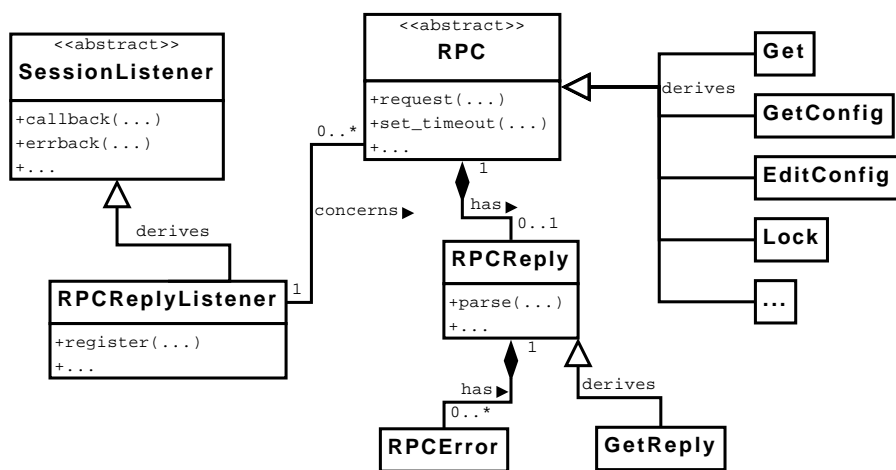 <<abstract>>
SessionListener
+callback(...)
+errback(...)
+...
derives
RPCReplyListener
+register(...)
+...
1
0..*
concerns
<<abstract>>
RPC
+request(...)
+set_timeout(...)
+...
1
has
0..1
RPCReply
+parse(...)
+...
1
has
0..*
RPCError
derives
GetReply
derives
Get
GetConfig
EditConfig
Lock
...